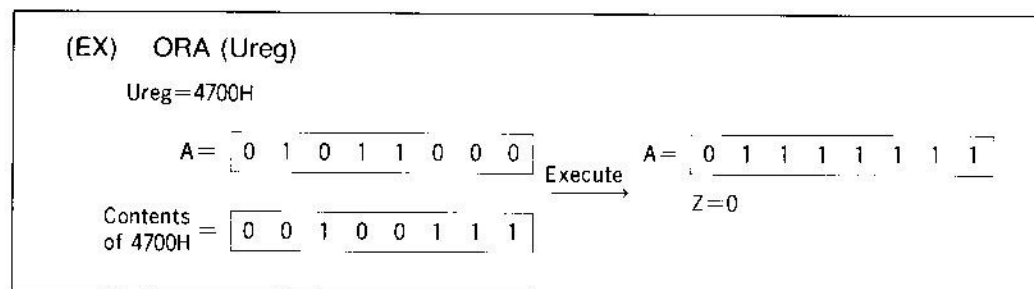 (EX) ORA (Ureg)
Ureg=4700H
A= 0 1 0 1 1 0 0 0 Execute A= 0 1 1 1 1 1 1 1
Z=0
Contents of 4700H = 0 0 1 0 0 1 1 1